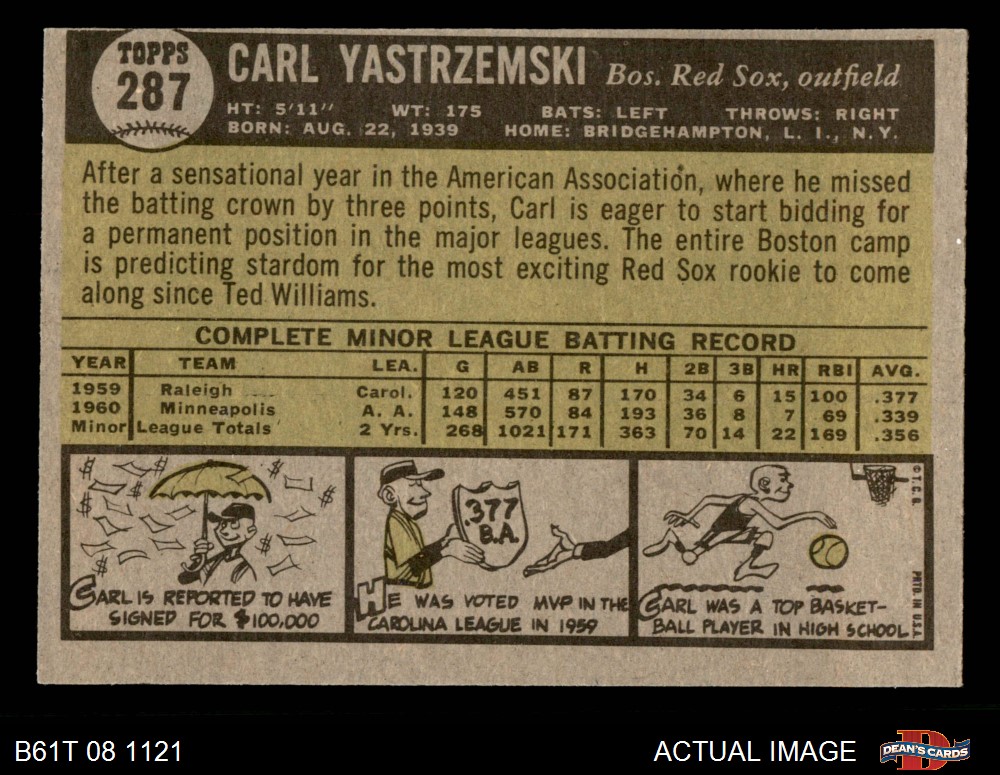 TOPPS
287
CARL YASTRZEMSKI Bos. Red Sox, outfield
HT: 5'11" WT: 175 BATS: LEFT THROWS: RIGHT
BORN: AUG. 22, 1939 HOME: BRIDGEHAMPTON, L. I., N. Y.
After a sensational year in the American Association, where he missed
the batting crown by three points, Carl is eager to start bidding for
a permanent position in the major leagues. The entire Boston camp
is predicting stardom for the most exciting Red Sox rookie to come
along since Ted Williams.
COMPLETE MINOR LEAGUE BATTING RECORD
YEAR TEAM LEA. G AB R H 2B 3B HR RBI AVG.
1959 Raleigh Carol. 120 451 87 170 34 6 15 100 .377
1960 Minneapolis A. A. 148 570 84 193 36 8 7 69 .339
Minor League Totals 2 Yrs. 268 1021 171 363 70 14 22 169 .356
$ $ $ $ $ $ $ $
CARL IS REPORTED TO HAVE
SIGNED FOR $100,000
.377
B.A.
HE WAS VOTED MVP IN THE
CAROLINA LEAGUE IN 1959
CARL WAS A TOP BASKET-
BALL PLAYER IN HIGH SCHOOL
© T.C.G.
PRTD. IN U.S.A.
B61T 08 1121
ACTUAL IMAGE
DEAN'S CARDS